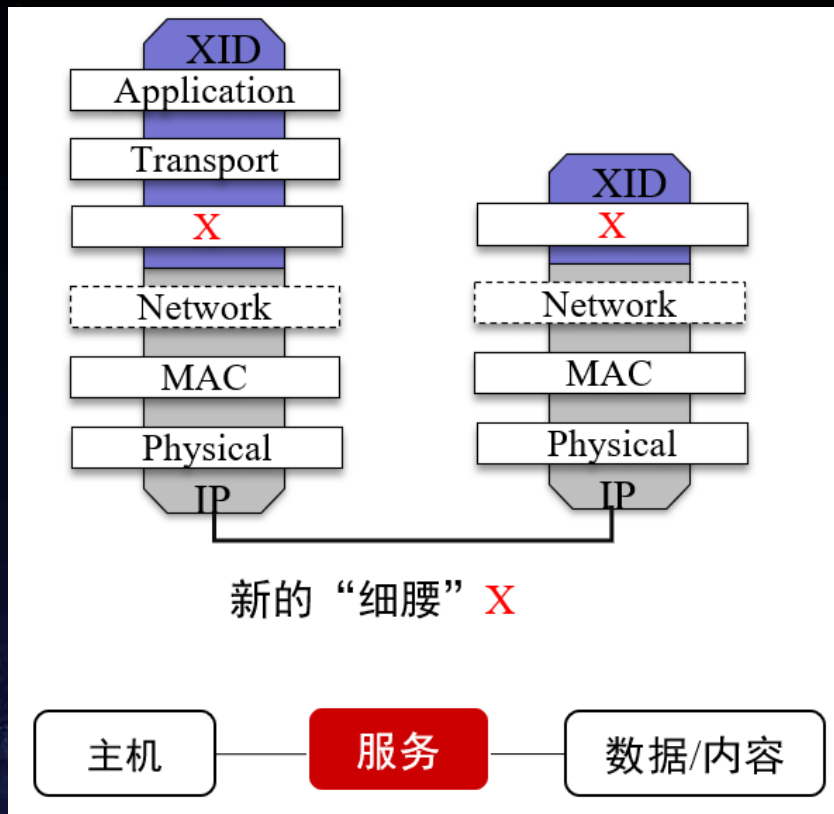 XID
Application
Transport
X
Network
MAC
Physical
IP
XID
X
Network
MAC
Physical
IP
新的“细腰”X
主机
服务
数据/内容